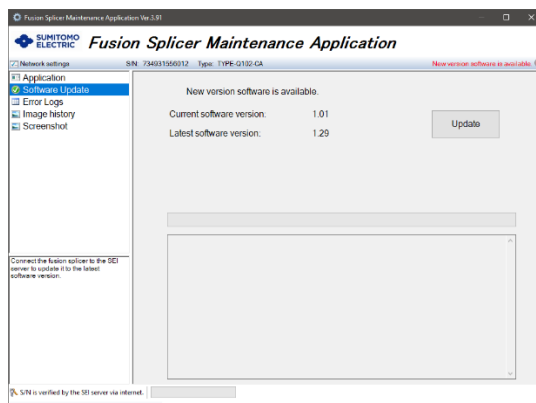 Fusion Splicer Maintenance Application Ver.3.91
SUMITOMO ELECTRIC Fusion Splicer Maintenance Application
Network settings S/N: 734931556012 Type: TYPE-Q102-CA New version software is available.
Application
Software Update
Error Logs
Image history
Screenshot
New version software is available.
Current software version: 1.01
Latest software version: 1.29
Update
Connect the fusion splicer to the SEI
server to update it to the latest
software version.
S/N is verified by the SEI server via internet.